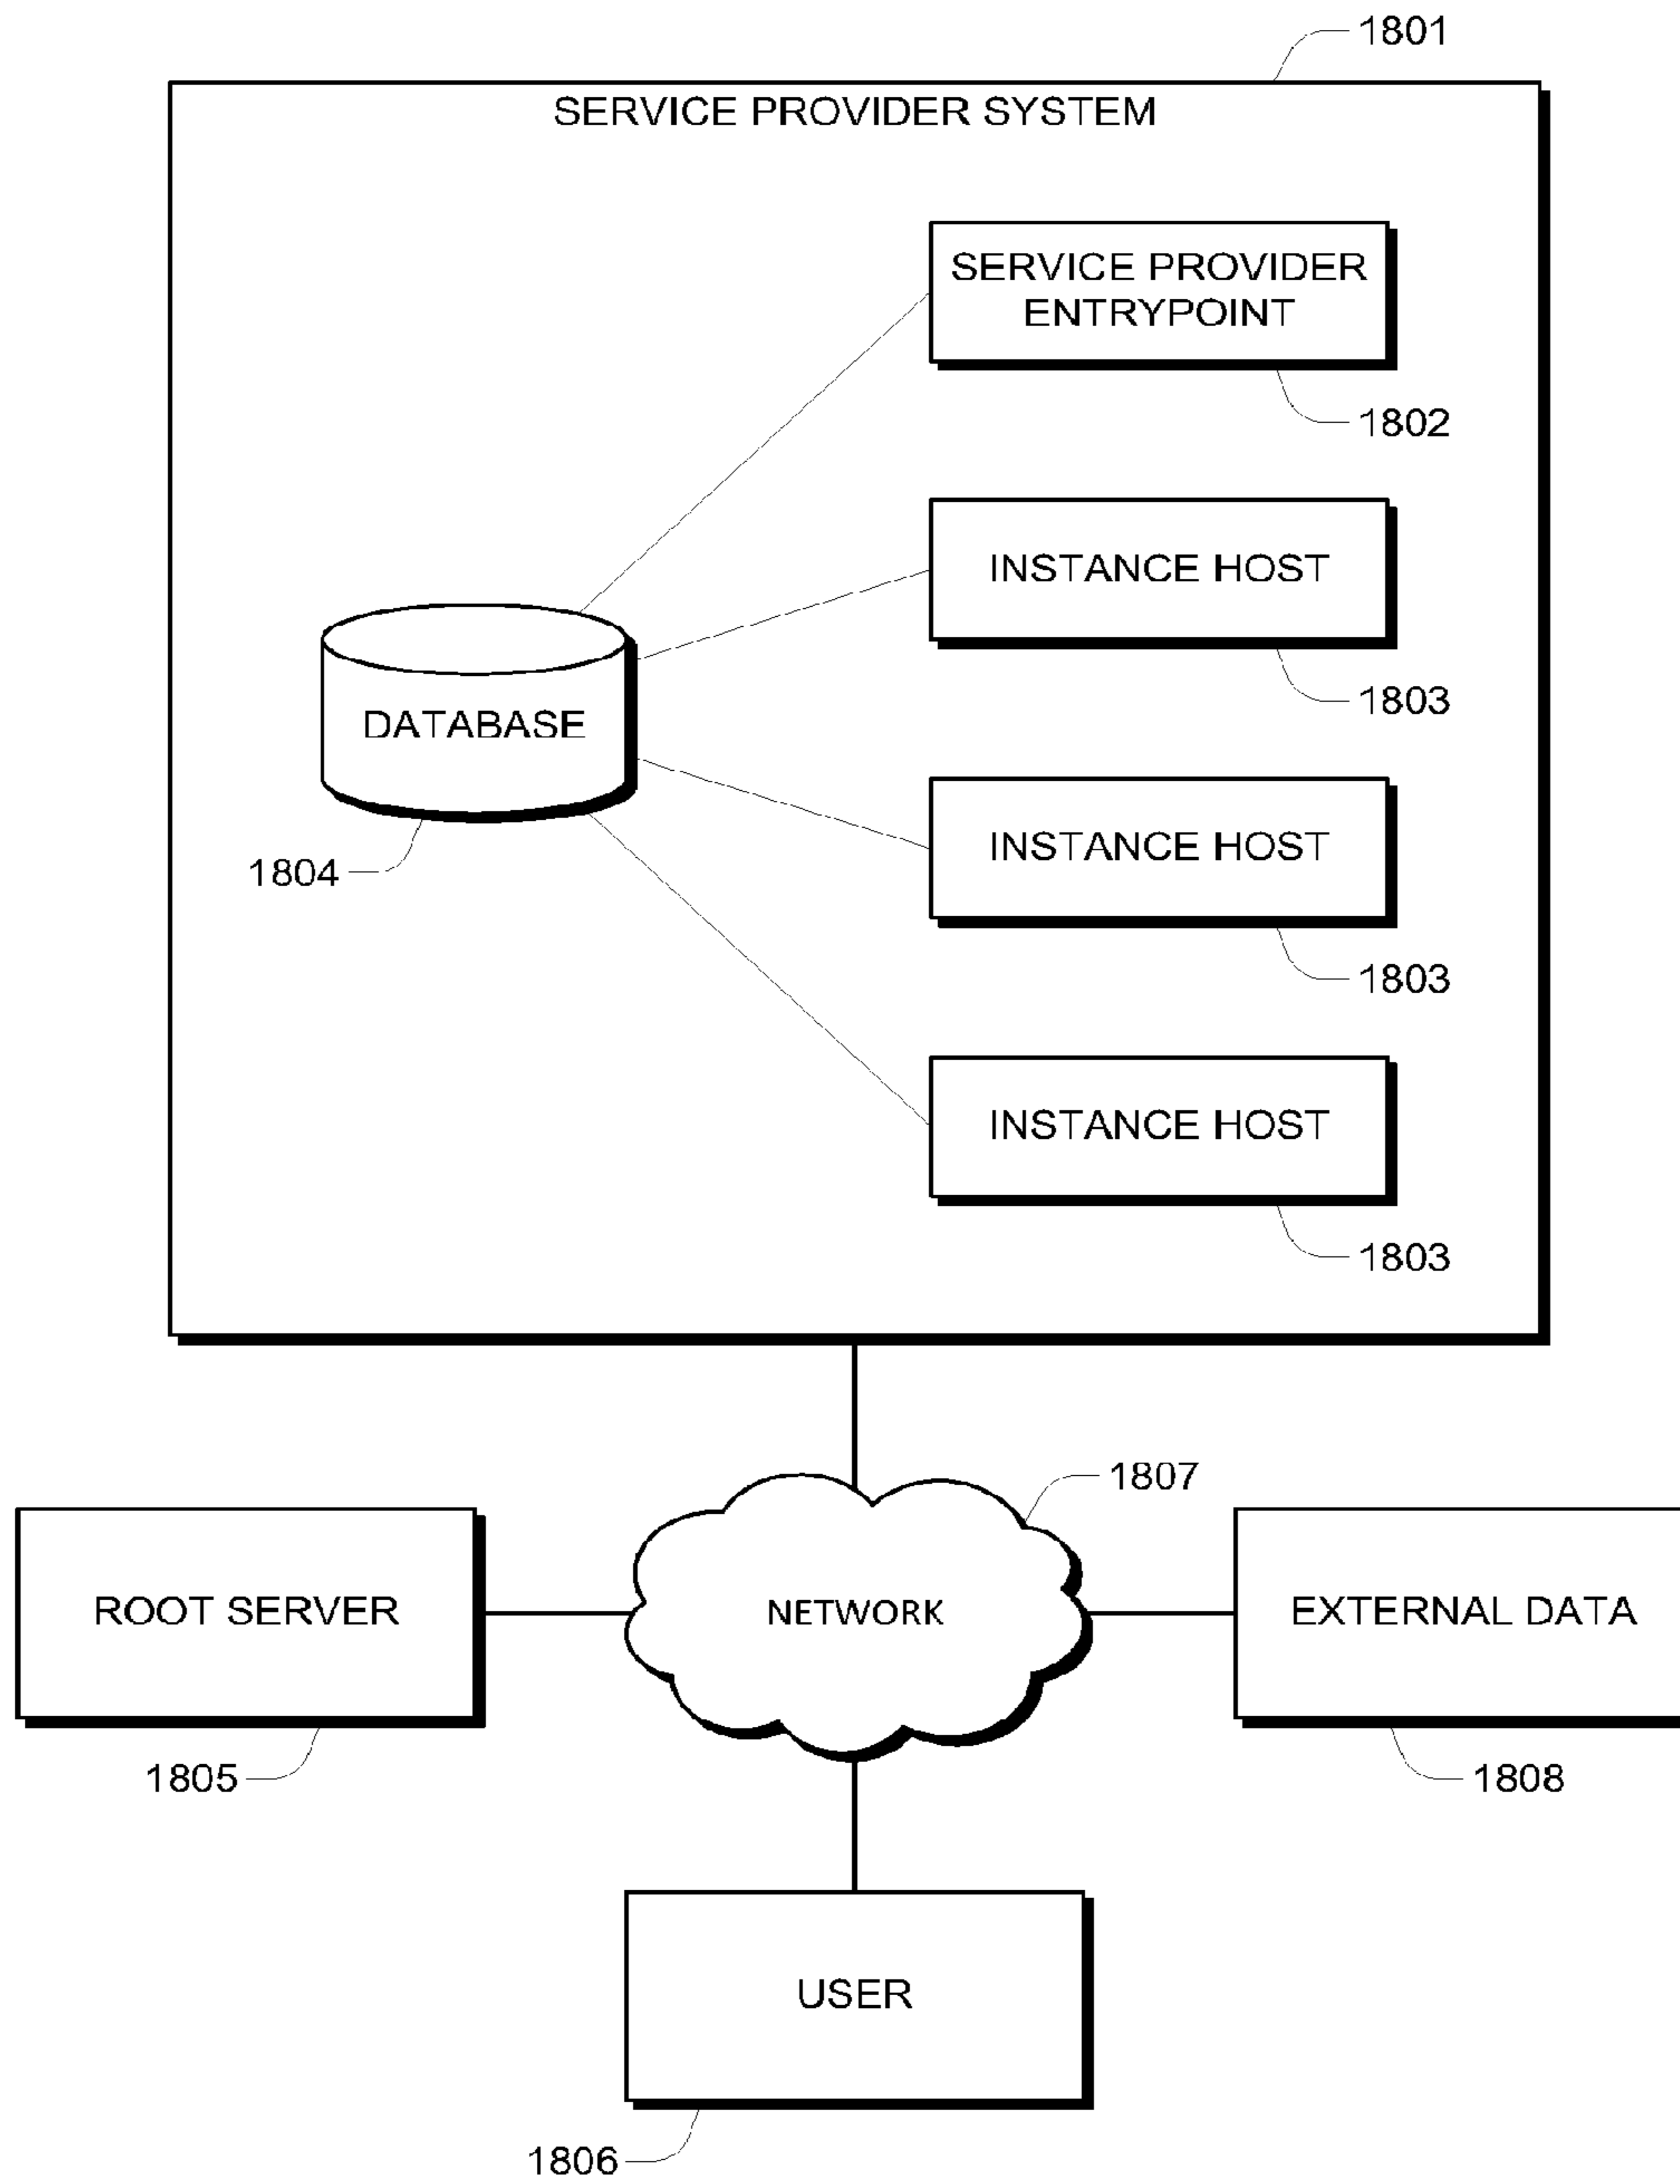 1801
SERVICE PROVIDER SYSTEM
SERVICE PROVIDER
ENTRYPOINT
1802
INSTANCE HOST
1803
DATABASE
1804
INSTANCE HOST
1803
INSTANCE HOST
1803
1807
ROOT SERVER
NETWORK
EXTERNAL DATA
1805
1808
USER
1806